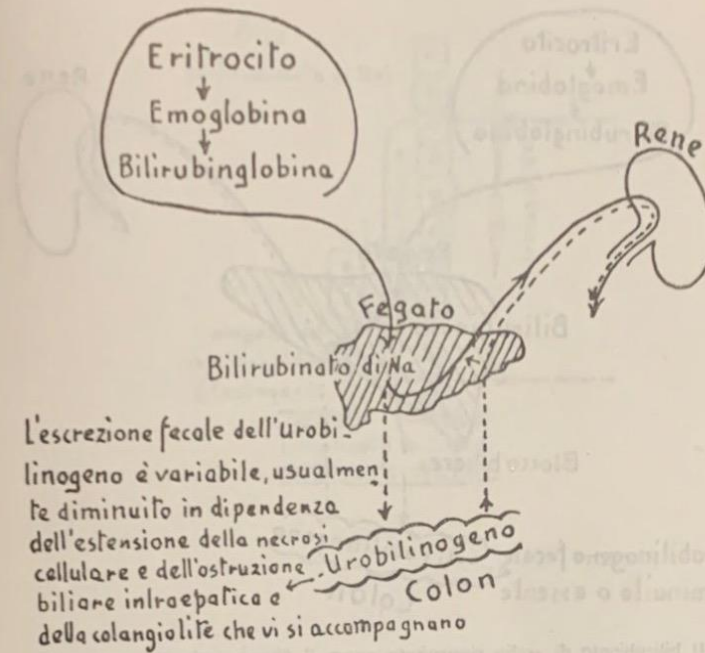 Eritrocito
Emoglobina
Bilirubinglobina
Rene
Fegato
Bilirubinato di Na
L'escrezione fecale dell'urobi-
linogeno è variabile, usualmen
te diminuito in dipendenza
dell'estensione della necrosi
cellulare e dell'ostruzione
biliare inlraepatica e
della colangiolite che vi si accompagnano
Urobilinogeno
Colon